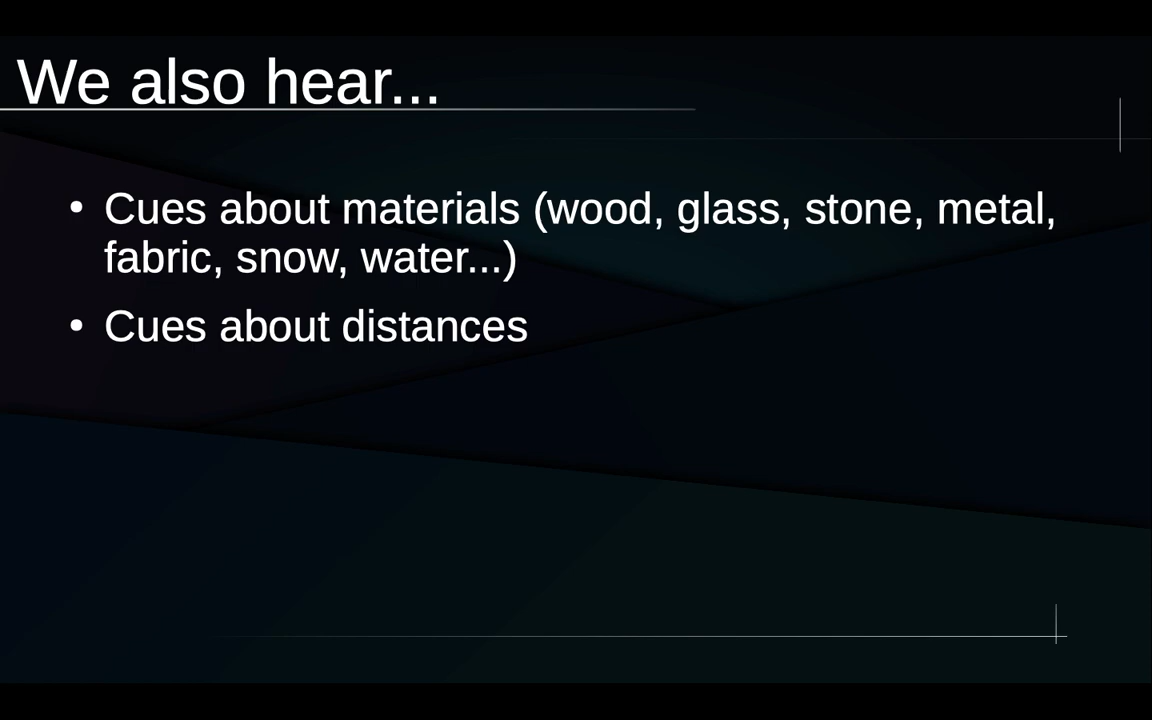 We also hear...
• Cues about materials (wood, glass, stone, metal,
fabric, snow, water...)
• Cues about distances